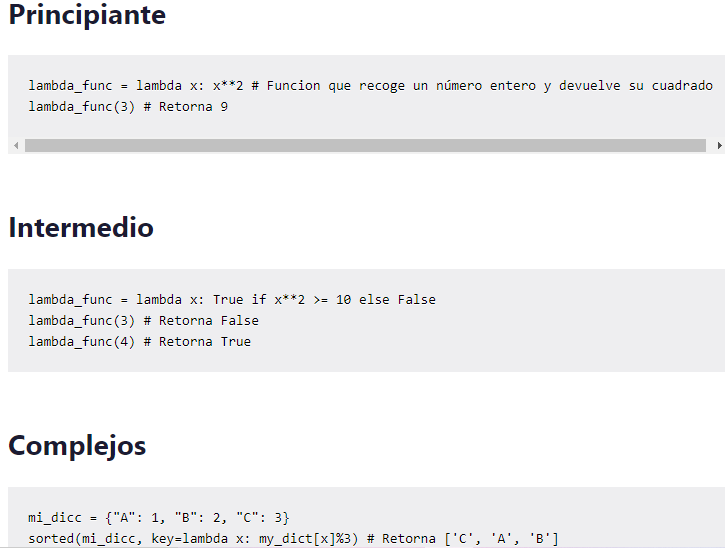 Principiante
lambda_func = lambda x: x**2 # Funcion que recoge un número entero y devuelve su cuadrado
lambda_func(3) # Retorna 9
Intermedio
lambda_func = lambda x: True if x**2 >= 10 else False
lambda_func(3) # Retorna False
lambda_func(4) # Retorna True
Complejos
mi_dicc = {"A": 1, "B": 2, "C": 3}
sorted(mi_dicc, key=lambda x: my_dict[x]%3) # Retorna ['C', 'A', 'B']